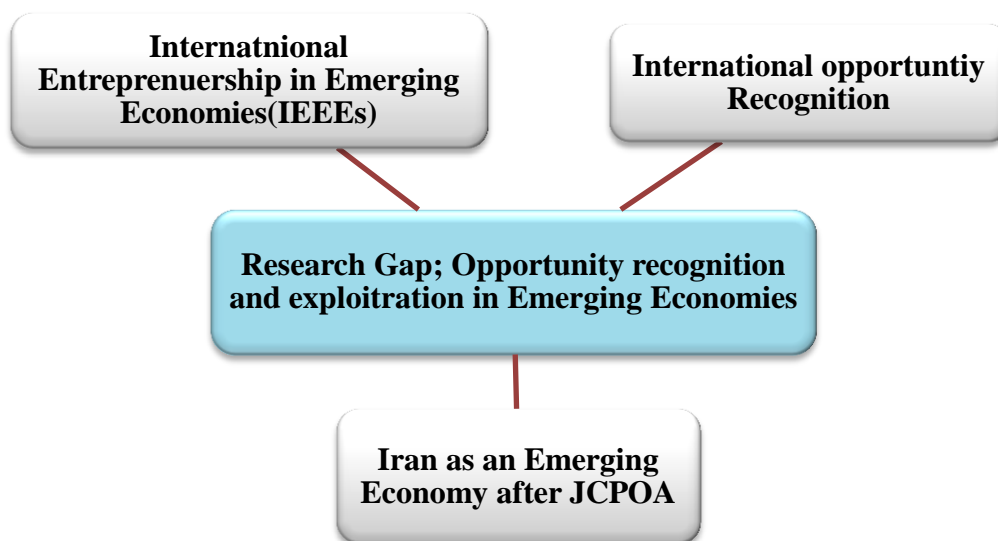 Internatnional
Entreprenuership in Emerging
Economies(IEEEs)
International opportuntiy
Recognition
Research Gap; Opportunity recognition
and exploitration in Emerging Economies
Iran as an Emerging
Economy after JCPOA